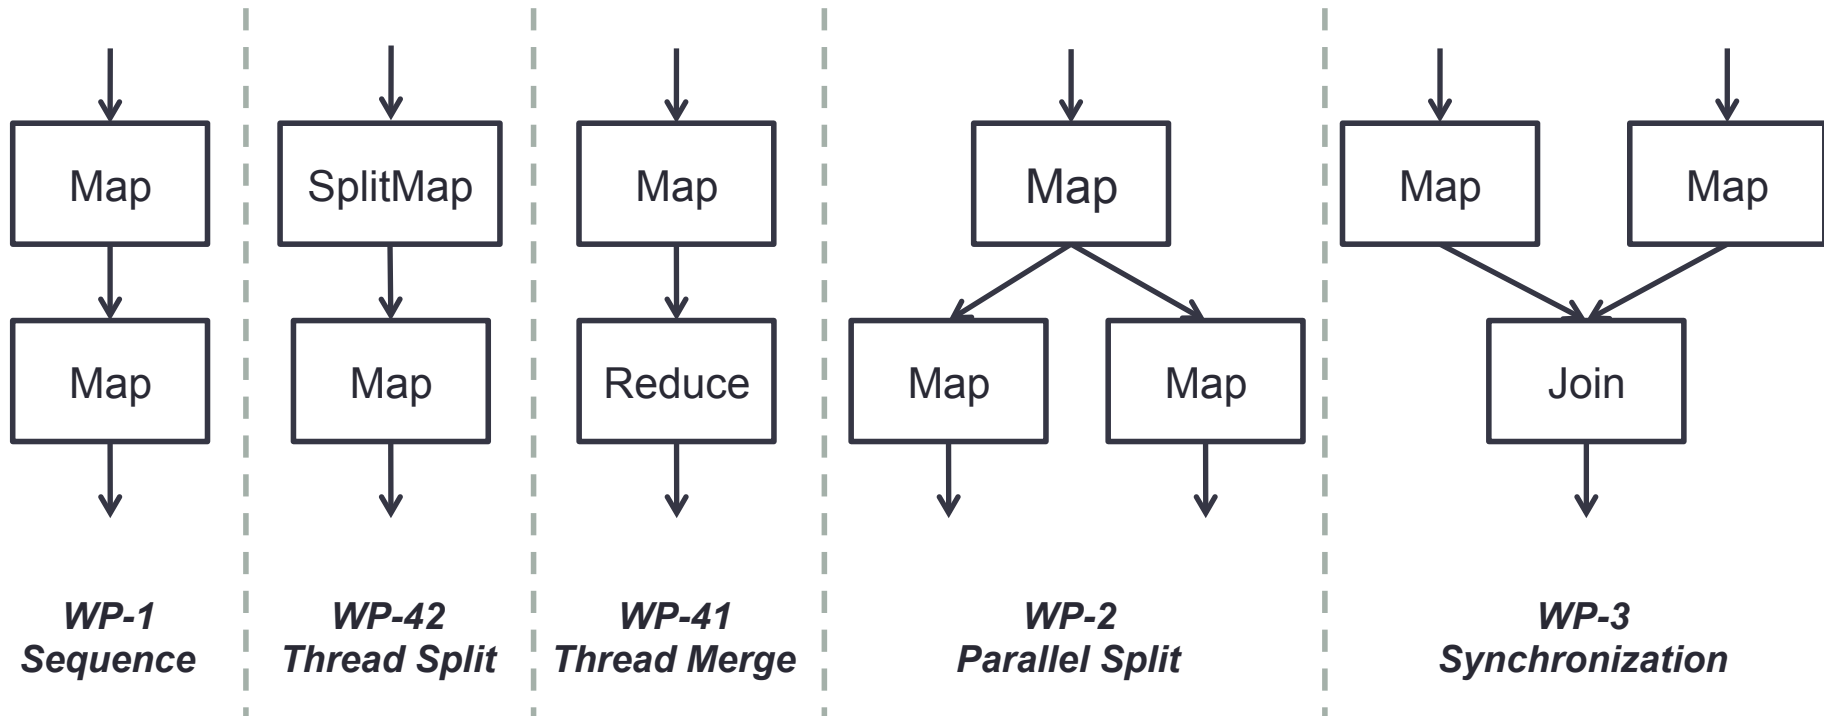 Map
Map
WP-1
Sequence
SplitMap
Map
WP-42
Thread Split
Map
Reduce
WP-41
Thread Merge
Map
Map
Map
WP-2
Parallel Split
Map
Map
Join
WP-3
Synchronization